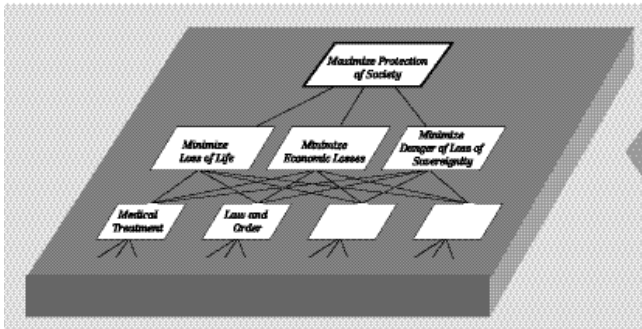 Maximize Protection
of Society
Minimize
Loss of Life
Minimize
Economic Losses
Minimize
Danger of Loss of
Sovereignity
Medical
Treatment
Law and
Order